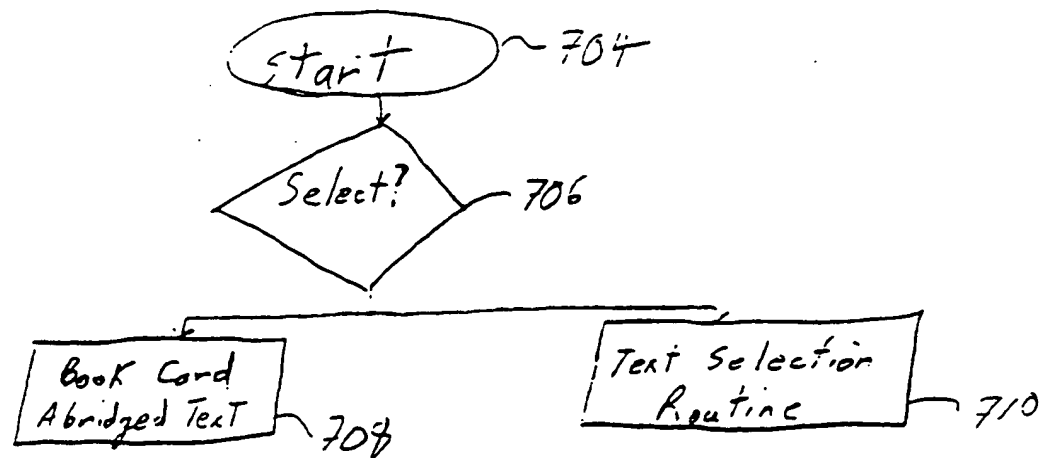 Start
704
Select?
706
Book Card
Abridged Text
708
Text Selection
Routine
710